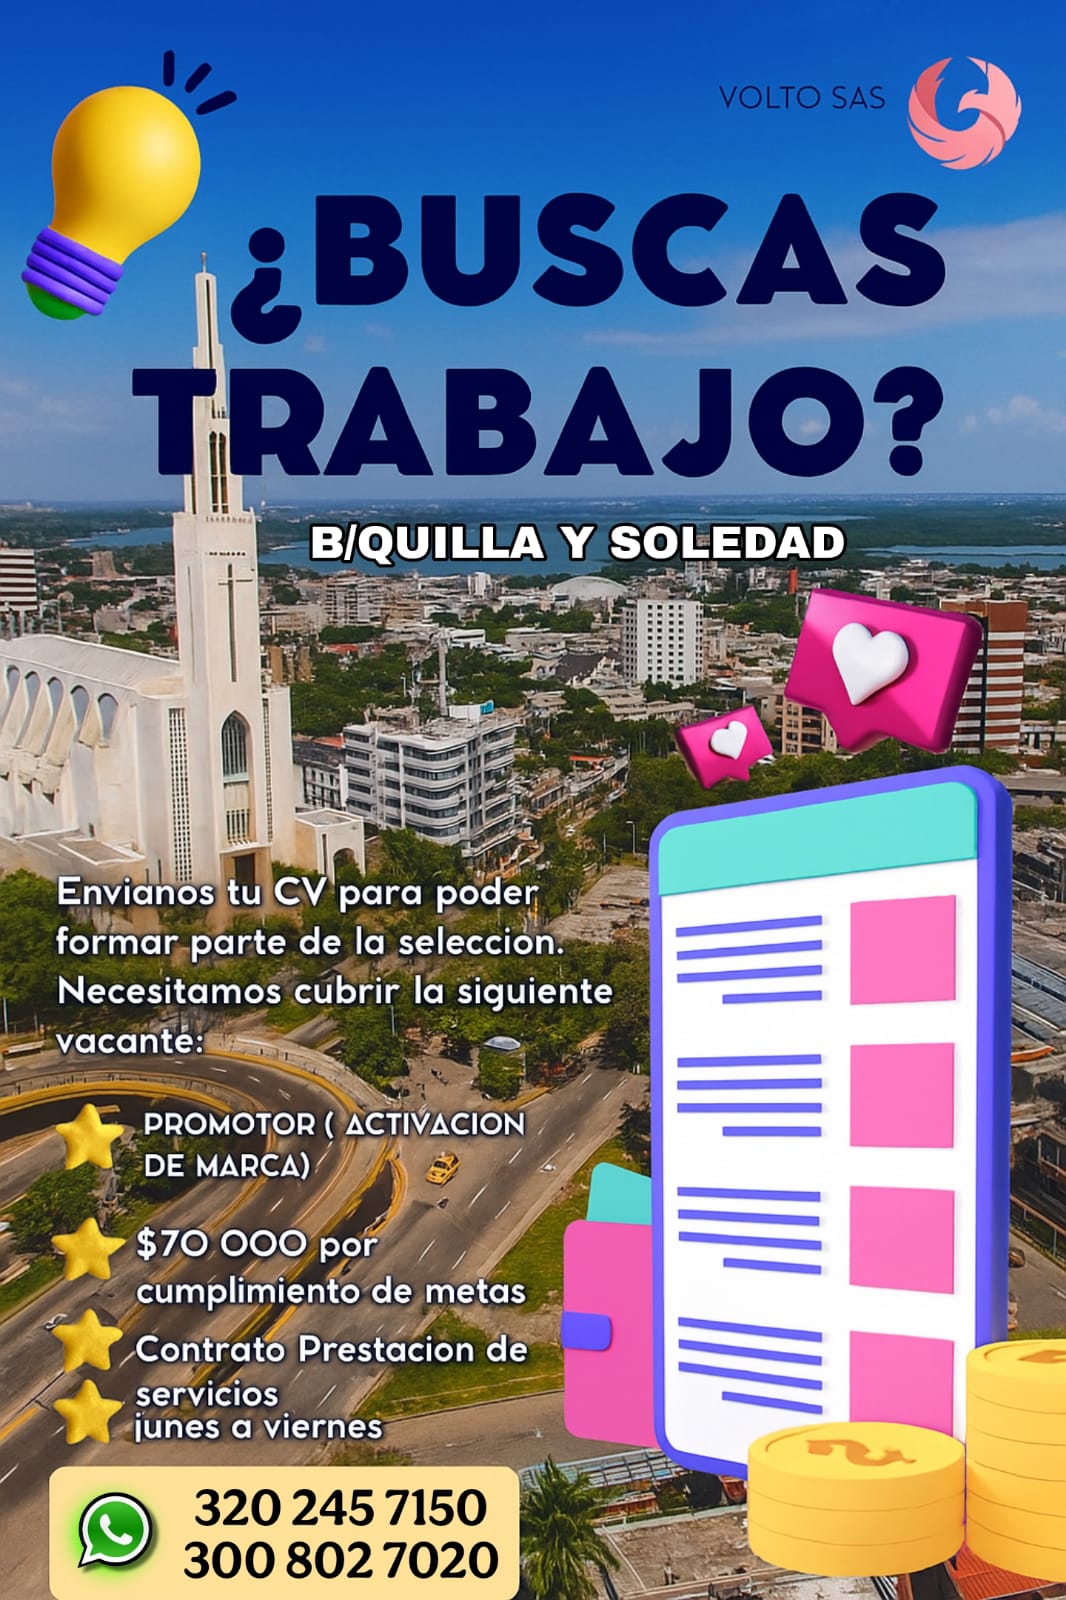 VOLTO SAS
¿BUSCAS
TRABAJO?
B/QUILLA Y SOLEDAD
Envianos tu CV para poder
formar parte de la seleccion.
Necesitamos cubrir la siguiente
vacante:
PROMOTOR ( ACTIVACION
DE MARCA)
$70 000 por
cumplimiento de metas
Contrato Prestacion de
servicios
junes a viernes
320 245 7150
300 802 7020